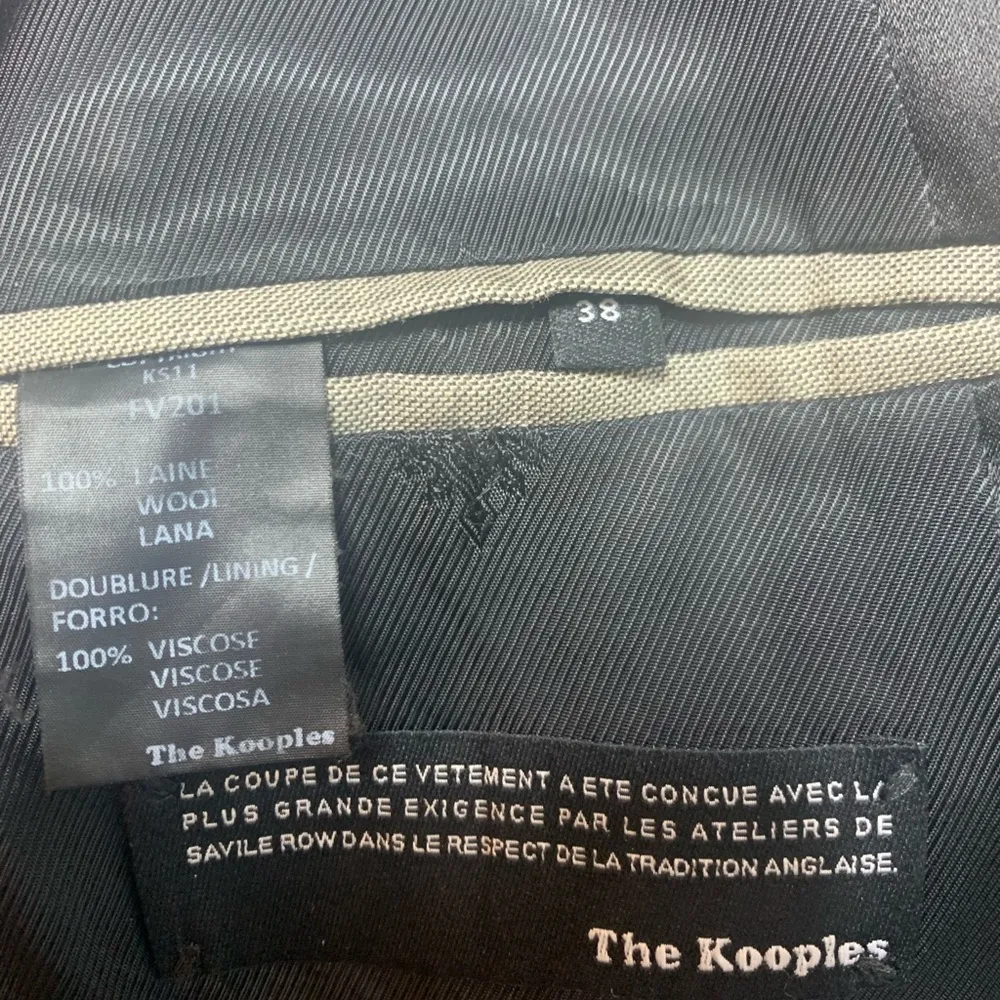 38
KS11
FV201
100% LAINE
WOOL
LANA
DOUBLURE /LINING /
FORRO:
100% VISCOSE
VISCOSE
VISCOSA
The Kooples
LA COUPE DE CE VETEMENT A ETE CONCUE AVEC LA
PLUS GRANDE EXIGENCE PAR LES ATELIERS DE
SAVILE ROW DANS LE RESPECT DE LA TRADITION ANGLAISE.
The Kooples